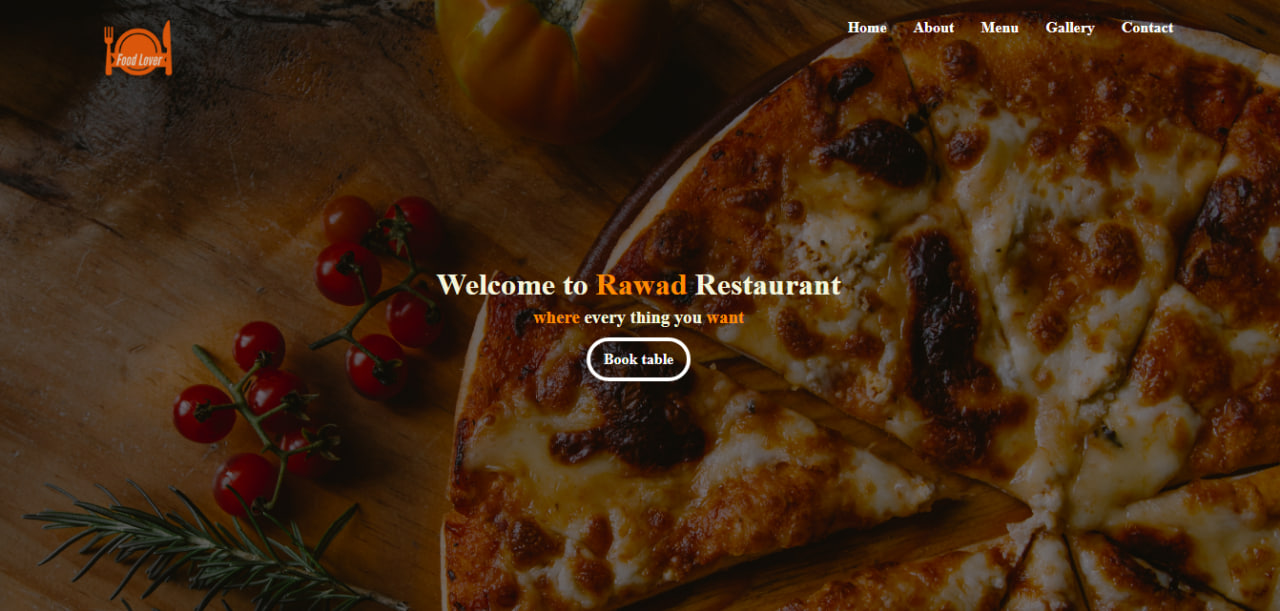 Home About Menu Gallery Contact
Food Lover
Welcome to Rawad Restaurant
where every thing you want
Book table